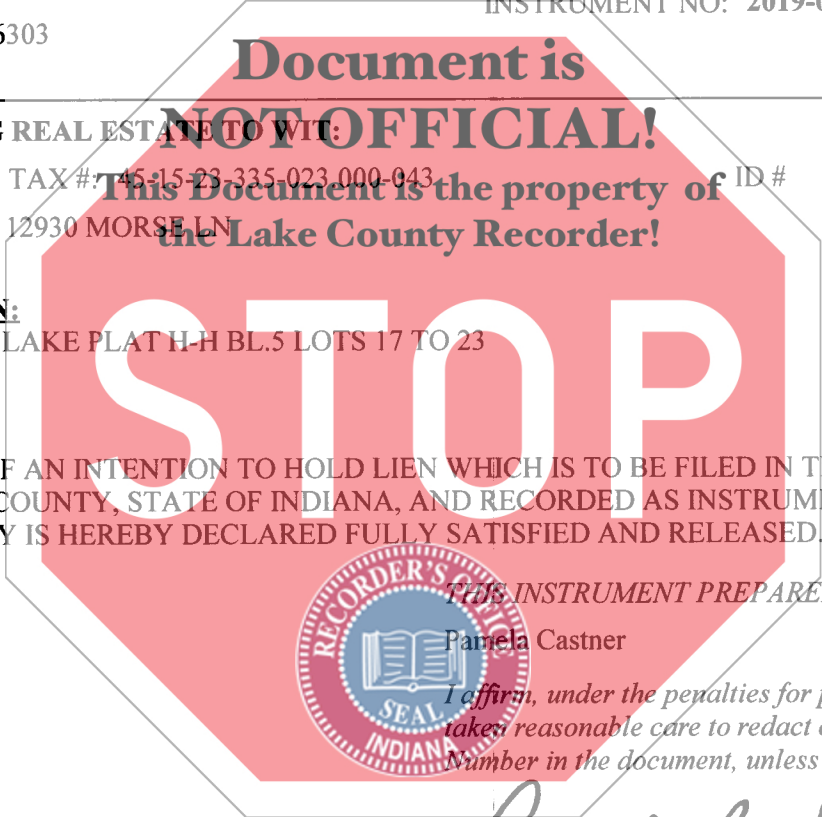 INSTRUMENT NO: 2019-0
6303
Document is
NOT OFFICIAL!
REAL ESTATE TO WIT:
TAX #: 45-15-23-335-023.000-043 ID #
This Document is the property of
12930 MORSE LN
the Lake County Recorder!
N:
LAKE PLAT H-H BL.5 LOTS 17 TO 23
STOP
F AN INTENTION TO HOLD LIEN WHICH IS TO BE FILED IN T
COUNTY, STATE OF INDIANA, AND RECORDED AS INSTRUM
Y IS HEREBY DECLARED FULLY SATISFIED AND RELEASED.
THIS INSTRUMENT PREPARE
Pamela Castner
I affirm, under the penalties for p
taken reasonable care to redact
Number in the document, unless
RECORDER'S OFFICE
SEAL
INDIANA